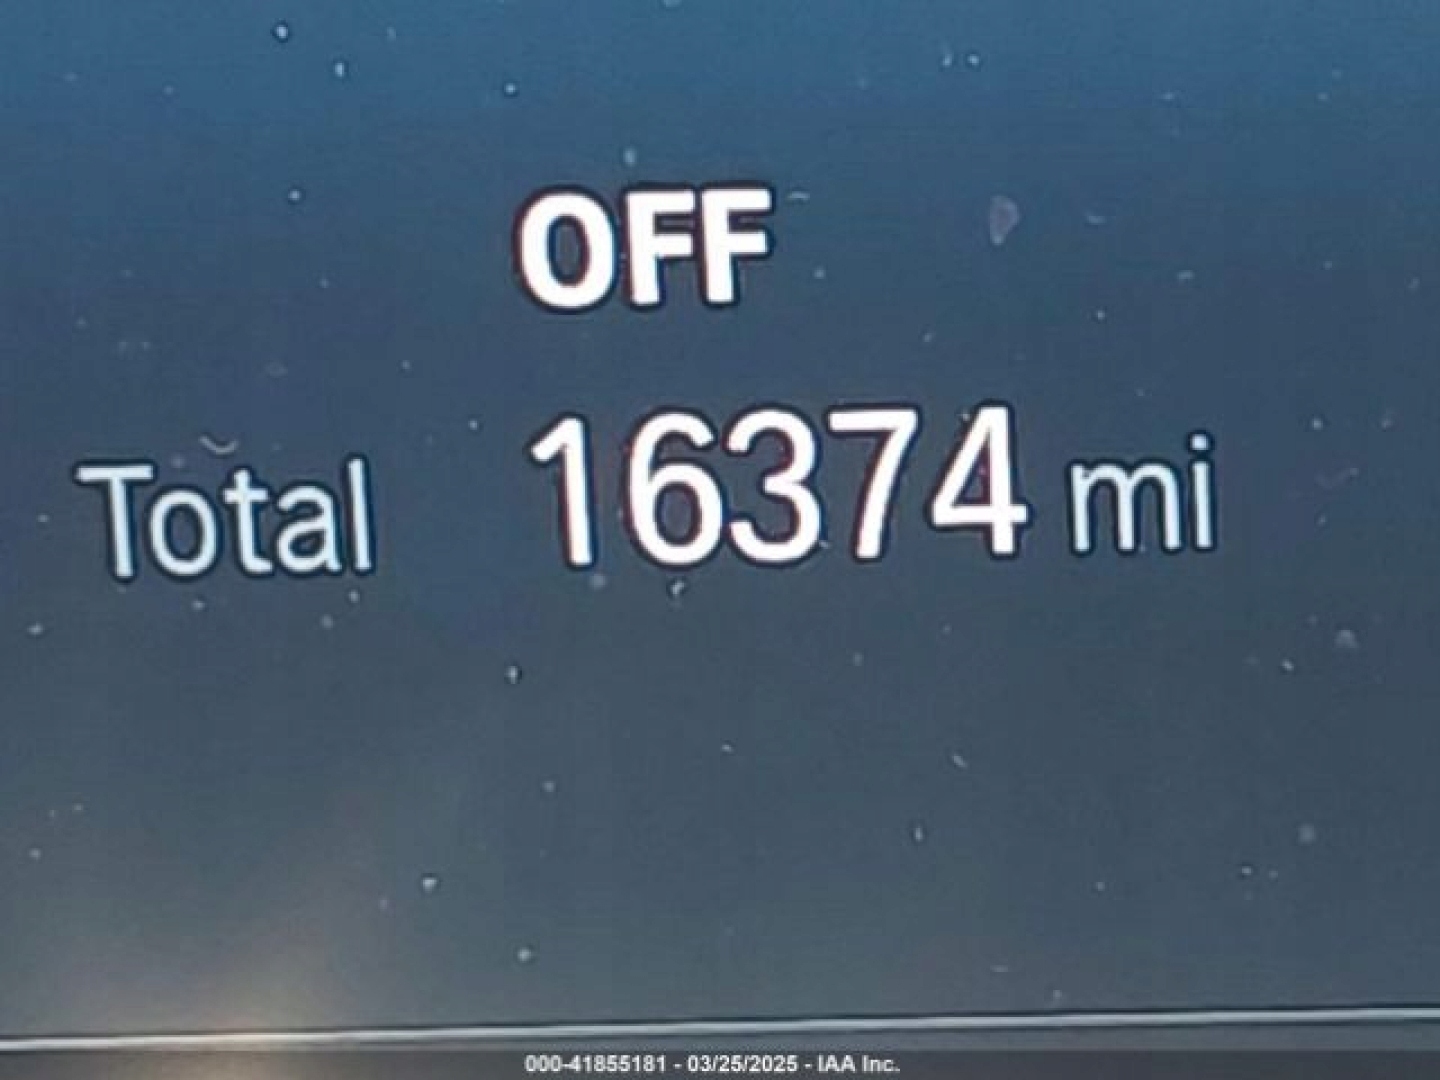 OFF
Total 16374 mi
000-41855181 - 03/25/2025 - IAA Inc.